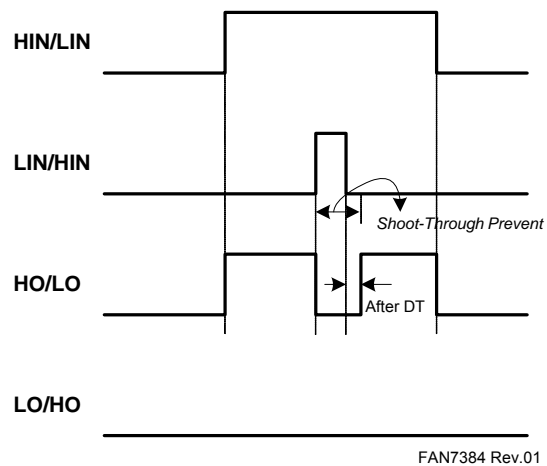 HIN/LIN
LIN/HIN
Shoot-Through Prevent
HO/LO
After DT
LO/HO
FAN7384 Rev.01